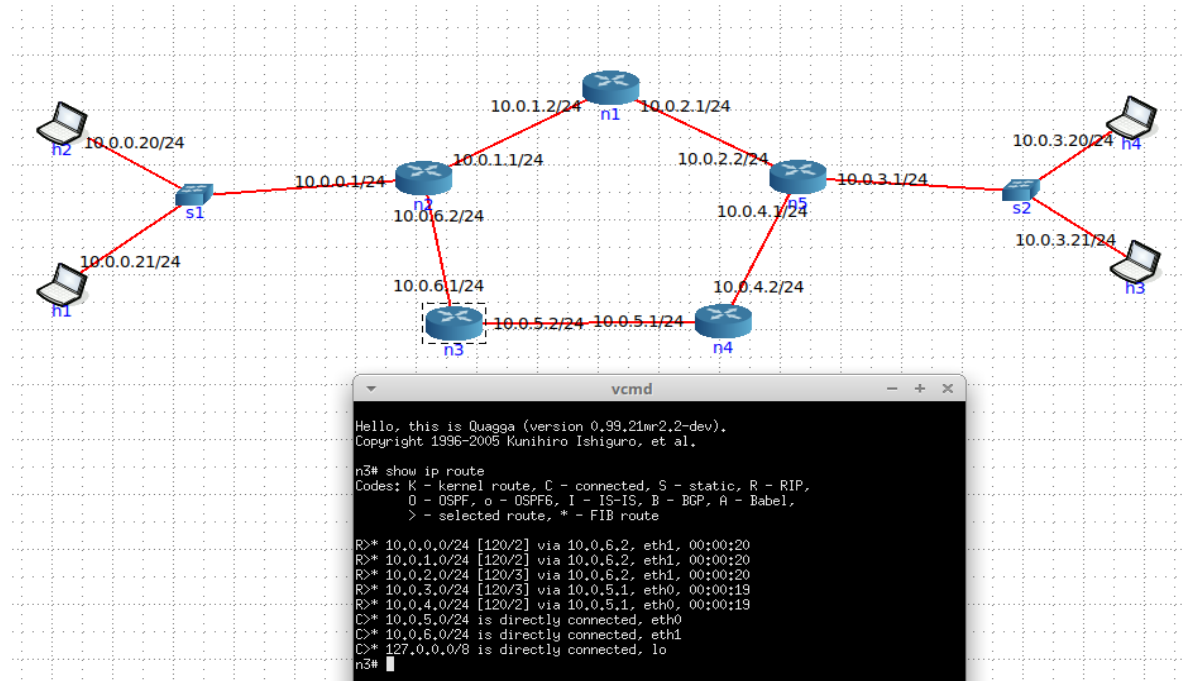 n1
10.0.1.2/24
10.0.2.1/24
h2
10.0.0.20/24
10.0.3.20/24
h4
10.0.1.1/24
10.0.2.2/24
10.0.0.1/24
n2
10.0.3.1/24
n5
s1
s2
10.0.6.2/24
10.0.4.1/24
10.0.0.21/24
h1
10.0.3.21/24
h3
10.0.6.1/24
10.0.4.2/24
10.0.5.2/24
10.0.5.1/24
n3
n4
vcmd
Hello, this is Quagga (version 0.99.21mr2.2-dev).
Copyright 1996-2005 Kunihiro Ishiguro, et al.
n3# show ip route
Codes: K - kernel route, C - connected, S - static, R - RIP,
O - OSPF, o - OSPF6, I - IS-IS, B - BGP, A - Babel,
> - selected route, * - FIB route
R>* 10.0.0.0/24 [120/2] via 10.0.6.2, eth1, 00:00:20
R>* 10.0.1.0/24 [120/2] via 10.0.6.2, eth1, 00:00:20
R>* 10.0.2.0/24 [120/3] via 10.0.6.2, eth1, 00:00:20
R>* 10.0.3.0/24 [120/3] via 10.0.5.1, eth0, 00:00:19
R>* 10.0.4.0/24 [120/2] via 10.0.5.1, eth0, 00:00:19
C>* 10.0.5.0/24 is directly connected, eth0
C>* 10.0.6.0/24 is directly connected, eth1
C>* 127.0.0.0/8 is directly connected, lo
n3#